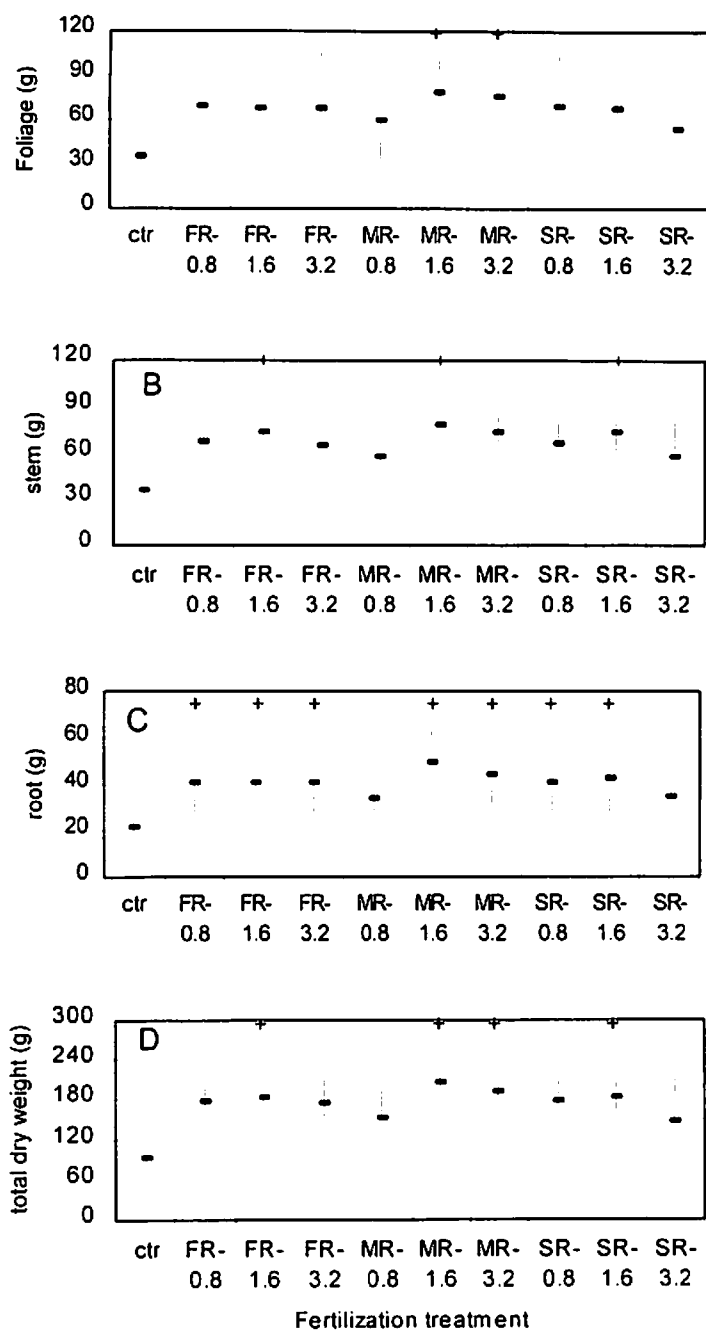 120
90
60
30
0
Foliage (g)
+ +
ctr FR- FR- FR- MR- MR- MR- SR- SR- SR-
0.8 1.6 3.2 0.8 1.6 3.2 0.8 1.6 3.2
120
90
60
30
0
stem (g)
B
+ + +
ctr FR- FR- FR- MR- MR- MR- SR- SR- SR-
0.8 1.6 3.2 0.8 1.6 3.2 0.8 1.6 3.2
80
60
40
20
0
root (g)
C
+ + + + + + +
ctr FR- FR- FR- MR- MR- MR- SR- SR- SR-
0.8 1.6 3.2 0.8 1.6 3.2 0.8 1.6 3.2
300
240
180
120
60
0
total dry weight (g)
D
+ + + +
ctr FR- FR- FR- MR- MR- MR- SR- SR- SR-
0.8 1.6 3.2 0.8 1.6 3.2 0.8 1.6 3.2
Fertilization treatment